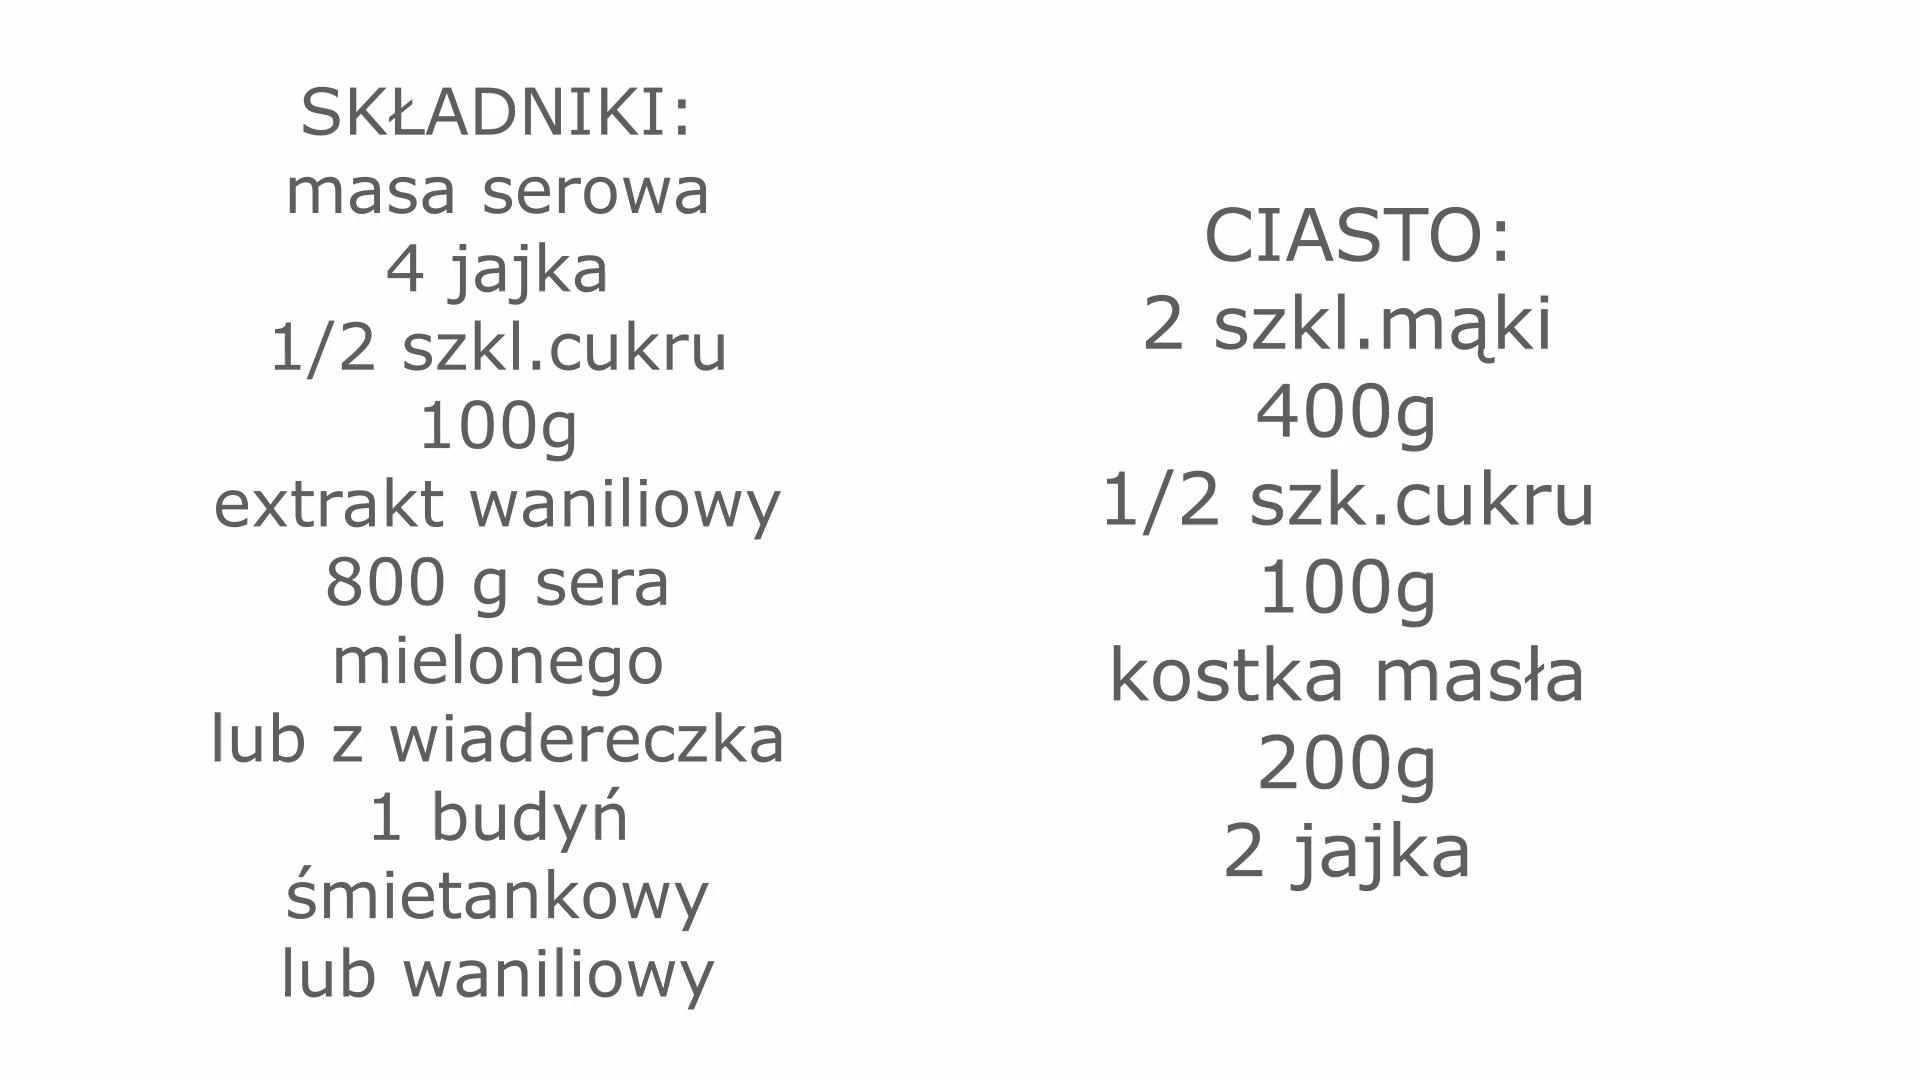 SKŁADNIKI:
masa serowa
4 jajka
1/2 szkl.cukru
100g
extrakt waniliowy
800 g sera
mielonego
lub z wiadereczka
1 budyń
śmietankowy
lub waniliowy
CIASTO:
2 szkl.mąki
400g
1/2 szk.cukru
100g
kostka masła
200g
2 jajka